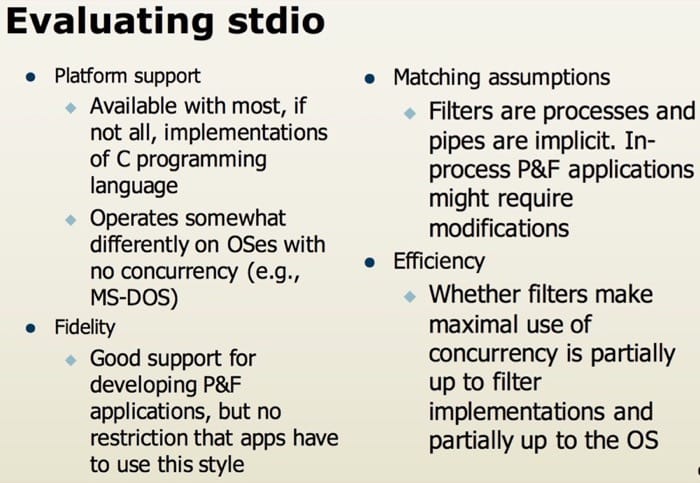 Evaluating stdio
Platform support
Available with most, if
not all, implementations
of C programming
language
Operates somewhat
differently on OSes with
no concurrency (e.g.,
MS-DOS)
Fidelity
Good support for
developing P&F
applications, but no
restriction that apps have
to use this style
Matching assumptions
Filters are processes and
pipes are implicit. In-
process P&F applications
might require
modifications
Efficiency
Whether filters make
maximal use of
concurrency is partially
up to filter
implementations and
partially up to the OS